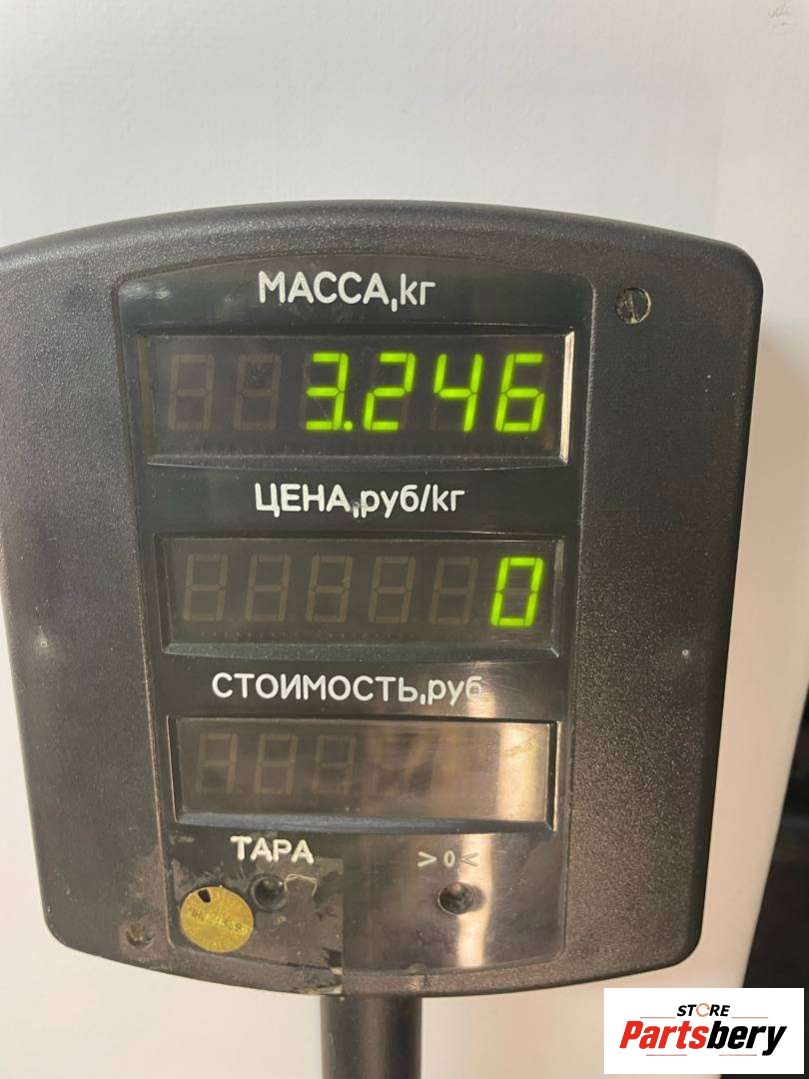 МАССА,кг
3.246
ЦЕНА,руб/кг
0
СТОИМОСТЬ,руб
ТАРА
>0<
STORE
Partsbery